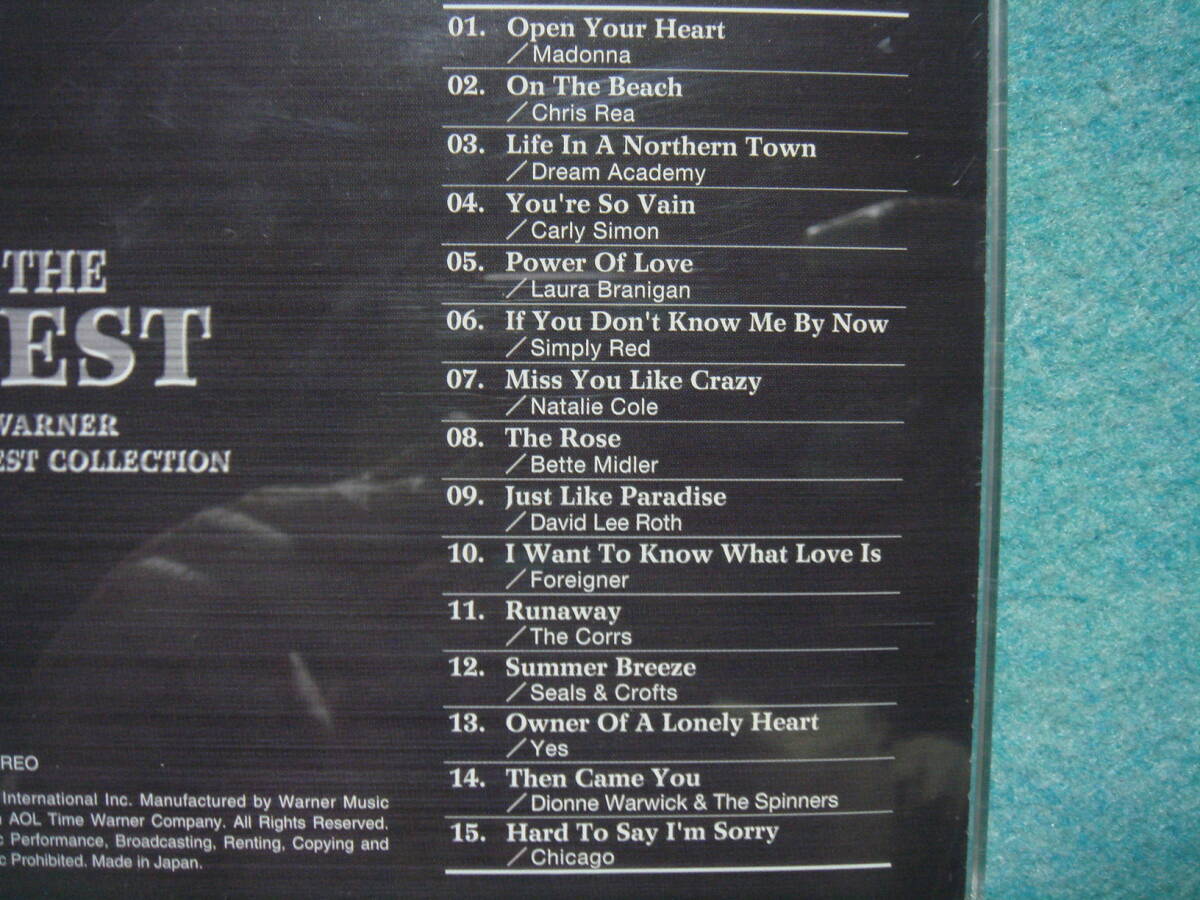 THE
EST
WARNER
EST COLLECTION
REO
International Inc. Manufactured by Warner Music
AOL Time Warner Company. All Rights Reserved.
Performance, Broadcasting, Renting, Copying and
Prohibited. Made in Japan.
01. Open Your Heart
／Madonna
02. On The Beach
／Chris Rea
03. Life In A Northern Town
／Dream Academy
04. You're So Vain
／Carly Simon
05. Power Of Love
／Laura Branigan
06. If You Don't Know Me By Now
／Simply Red
07. Miss You Like Crazy
／Natalie Cole
08. The Rose
／Bette Midler
09. Just Like Paradise
／David Lee Roth
10. I Want To Know What Love Is
／Foreigner
11. Runaway
／The Corrs
12. Summer Breeze
／Seals & Crofts
13. Owner Of A Lonely Heart
／Yes
14. Then Came You
／Dionne Warwick & The Spinners
15. Hard To Say I'm Sorry
／Chicago